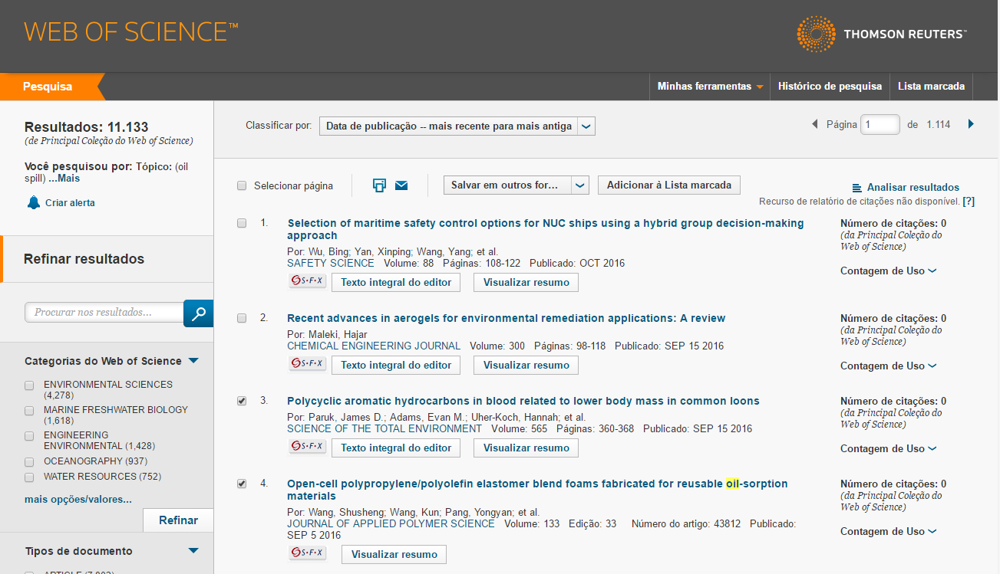 WEB OF SCIENCE™
THOMSON REUTERS™
Pesquisa
Minhas ferramentas
Histórico de pesquisa
Lista marcada
Resultados: 11.133
(de Principal Coleção do Web of Science)
Você pesquisou por: Tópico: (oil
spill) ...Mais
Criar alerta
Refinar resultados
Procurar nos resultados...
Categorias do Web of Science
ENVIRONMENTAL SCIENCES
(4,278)
MARINE FRESHWATER BIOLOGY
(1,618)
ENGINEERING
ENVIRONMENTAL (1,428)
OCEANOGRAPHY (937)
WATER RESOURCES (752)
mais opções/valores...
Refinar
Tipos de documento
Classificar por: Data de publicação -- mais recente para mais antiga
Página 1 de 1.114
Selecionar página
Salvar em outros for...
Adicionar à Lista marcada
Analisar resultados
Recurso de relatório de citações não disponível. [?]
1. Selection of maritime safety control options for NUC ships using a hybrid group decision-making
approach
Por: Wu, Bing; Yan, Xinping; Wang, Yang; et al.
SAFETY SCIENCE Volume: 88 Páginas: 108-122 Publicado: OCT 2016
S·F·X Texto integral do editor Visualizar resumo
Número de citações: 0
(da Principal Coleção do
Web of Science)
Contagem de Uso
2. Recent advances in aerogels for environmental remediation applications: A review
Por: Maleki, Hajar
CHEMICAL ENGINEERING JOURNAL Volume: 300 Páginas: 98-118 Publicado: SEP 15 2016
S·F·X Texto integral do editor Visualizar resumo
Número de citações: 0
(da Principal Coleção do
Web of Science)
Contagem de Uso
3. Polycyclic aromatic hydrocarbons in blood related to lower body mass in common loons
Por: Paruk, James D.; Adams, Evan M.; Uher-Koch, Hannah; et al.
SCIENCE OF THE TOTAL ENVIRONMENT Volume: 565 Páginas: 360-368 Publicado: SEP 15 2016
S·F·X Texto integral do editor Visualizar resumo
Número de citações: 0
(da Principal Coleção do
Web of Science)
Contagem de Uso
4. Open-cell polypropylene/polyolefin elastomer blend foams fabricated for reusable oil-sorption
materials
Por: Wang, Shusheng; Wang, Kun; Pang, Yongyan; et al.
JOURNAL OF APPLIED POLYMER SCIENCE Volume: 133 Edição: 33 Número do artigo: 43812 Publicado:
SEP 5 2016
S·F·X Visualizar resumo
Número de citações: 0
(da Principal Coleção do
Web of Science)
Contagem de Uso